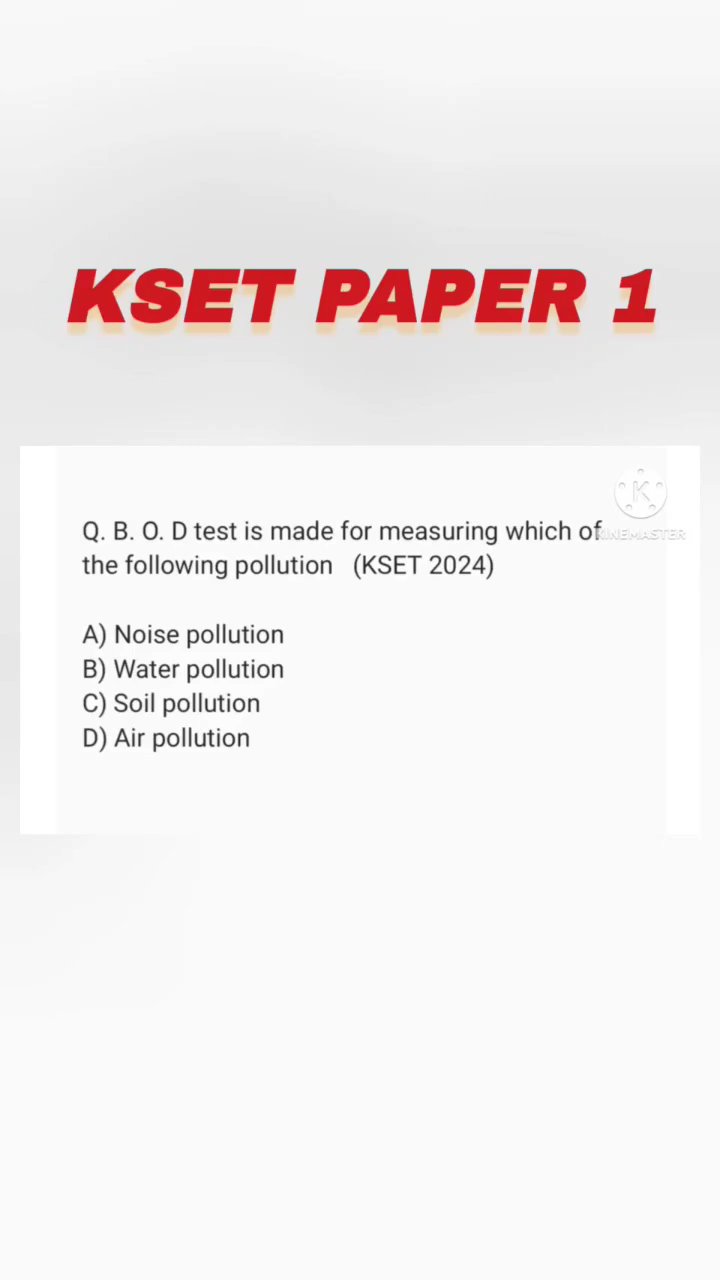 KSET PAPER 1
Q. B. O. D test is made for measuring which of
KINEMASTER
the following pollution (KSET 2024)
A) Noise pollution
B) Water pollution
C) Soil pollution
D) Air pollution